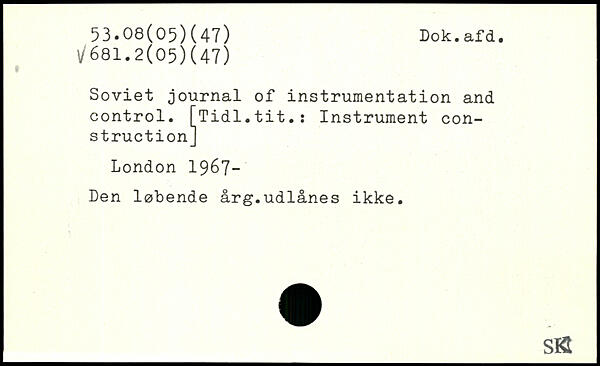 53.08(05)(47) Dok.afd.
√681.2(05)(47)
Soviet journal of instrumentation and
control. [Tidl.tit.: Instrument con-
struction]
London 1967-
Den løbende årg.udlånes ikke.